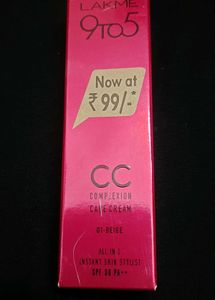 LAKMÉ
9TO5
Now at
₹99/-*
CC
COMPLEXION
CARE CREAM
01-BEIGE
ALL IN 1
INSTANT SKIN STYLIST
SPF 30 PA++